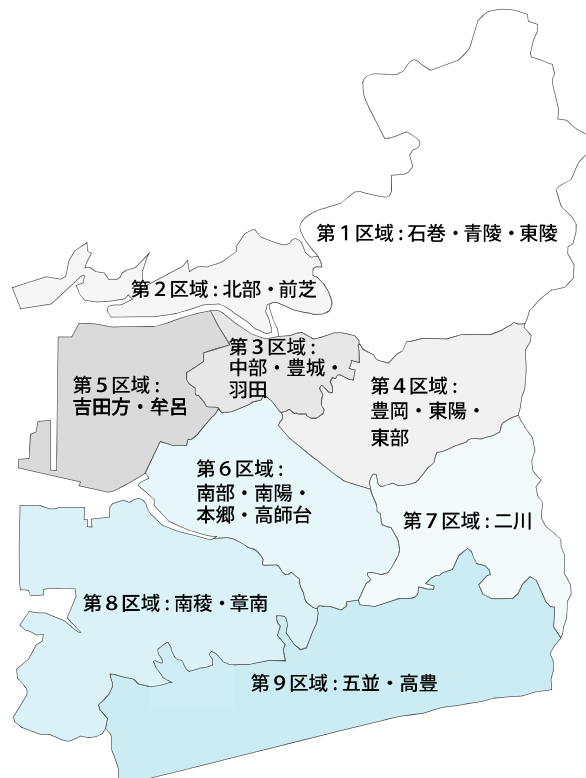 第１区域：石巻・青陵・東陵
第２区域：北部・前芝
第３区域：
中部・豊城・
羽田
第４区域：
豊岡・東陽・
東部
第５区域：
吉田方・牟呂
第６区域：
南部・南陽・
本郷・高師台
第７区域：二川
第８区域：南稜・章南
第９区域：五並・高豊